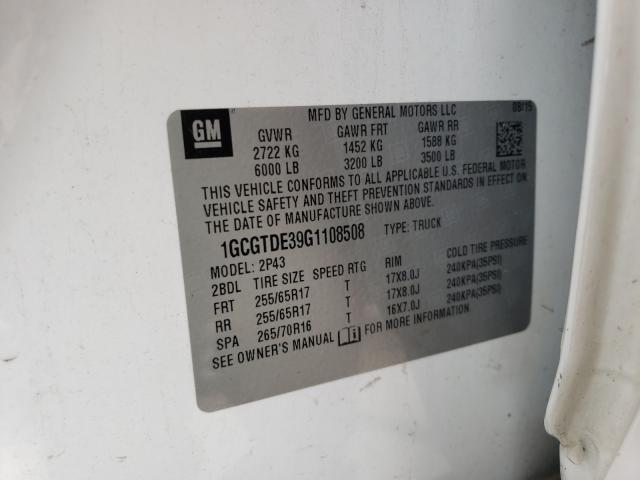 MFD BY GENERAL MOTORS LLC 08/15
GM
GVWR GAWR FRT GAWR RR
2722 KG 1452 KG 1588 KG
6000 LB 3200 LB 3500 LB
THIS VEHICLE CONFORMS TO ALL APPLICABLE U.S. FEDERAL MOTOR
VEHICLE SAFETY AND THEFT PREVENTION STANDARDS IN EFFECT ON
THE DATE OF MANUFACTURE SHOWN ABOVE.
1GCGTDE39G1108508 TYPE: TRUCK
MODEL: 2P43
2BDL TIRE SIZE SPEED RTG RIM COLD TIRE PRESSURE
FRT 255/65R17 T 17X8.0J 240KPA(35PSI)
RR 255/65R17 T 17X8.0J 240KPA(35PSI)
SPA 265/70R16 T 16X7.0J 240KPA(35PSI)
SEE OWNER'S MANUAL FOR MORE INFORMATION